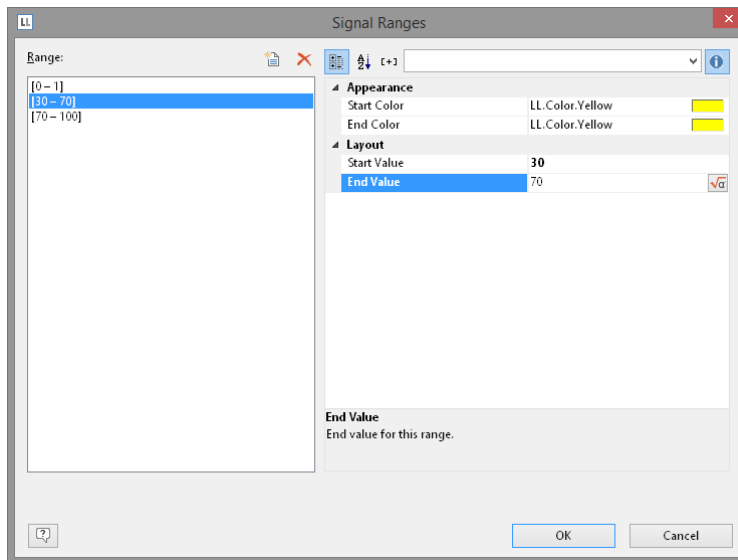 LL
Signal Ranges
Range:
[0 – 1]
[30 – 70]
[70 – 100]
A
Z
[+]
Appearance
Start Color LL.Color.Yellow
End Color LL.Color.Yellow
Layout
Start Value 30
End Value 70
√α
End Value
End value for this range.
?
OK Cancel